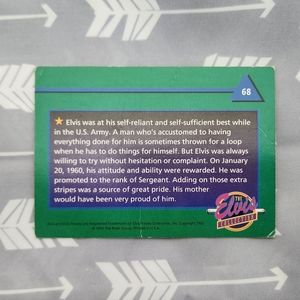 68
Elvis was at his self-reliant and self-sufficient best while
in the U.S. Army. A man who's accustomed to having
everything done for him is sometimes thrown for a loop
when he has to do things for himself. But Elvis was always
willing to try without hesitation or complaint. On January
20, 1960, his attitude and ability were rewarded. He was
promoted to the rank of Sergeant. Adding on those extra
stripes was a source of great pride. His mother
would have been very proud of him.
THE
Elvis
COLLECTION